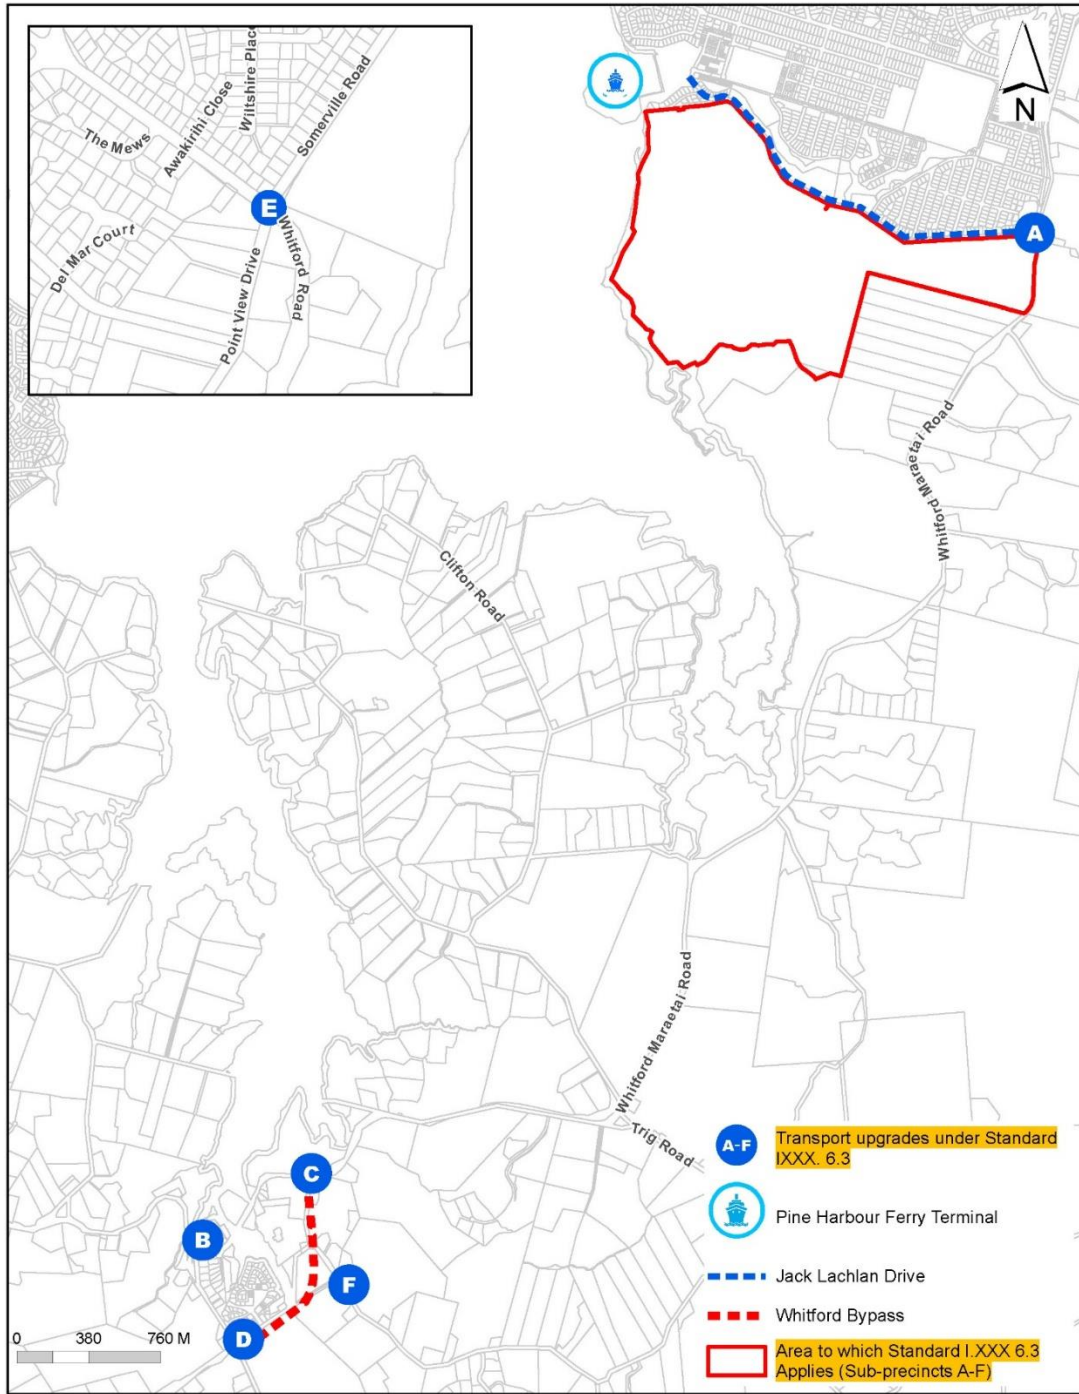 The Mews
Awakirihi Close
Wiltshire Place
Somerville Road
E
Del Mar Court
Point View Drive
Whitford Road
N
A
Whitford Maraetai Road
Clifton Road
Whitford Maraetai Road
Trig Road
C
B
F
D
0 380 760 M
A-F
Transport upgrades under Standard
IXXX. 6.3
Pine Harbour Ferry Terminal
Jack Lachlan Drive
Whitford Bypass
Area to which Standard I.XXX 6.3
Applies (Sub-precincts A-F)